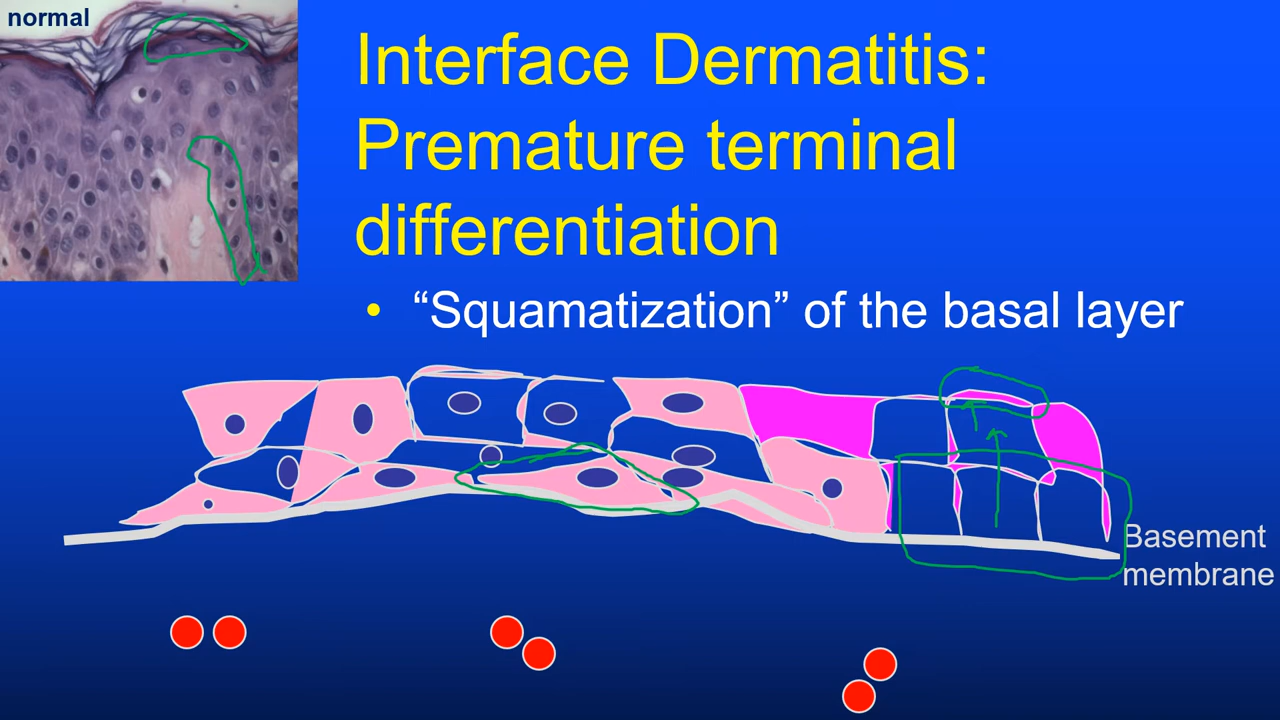 normal
Interface Dermatitis:
Premature terminal
differentiation
• “Squamatization” of the basal layer
Basement
membrane